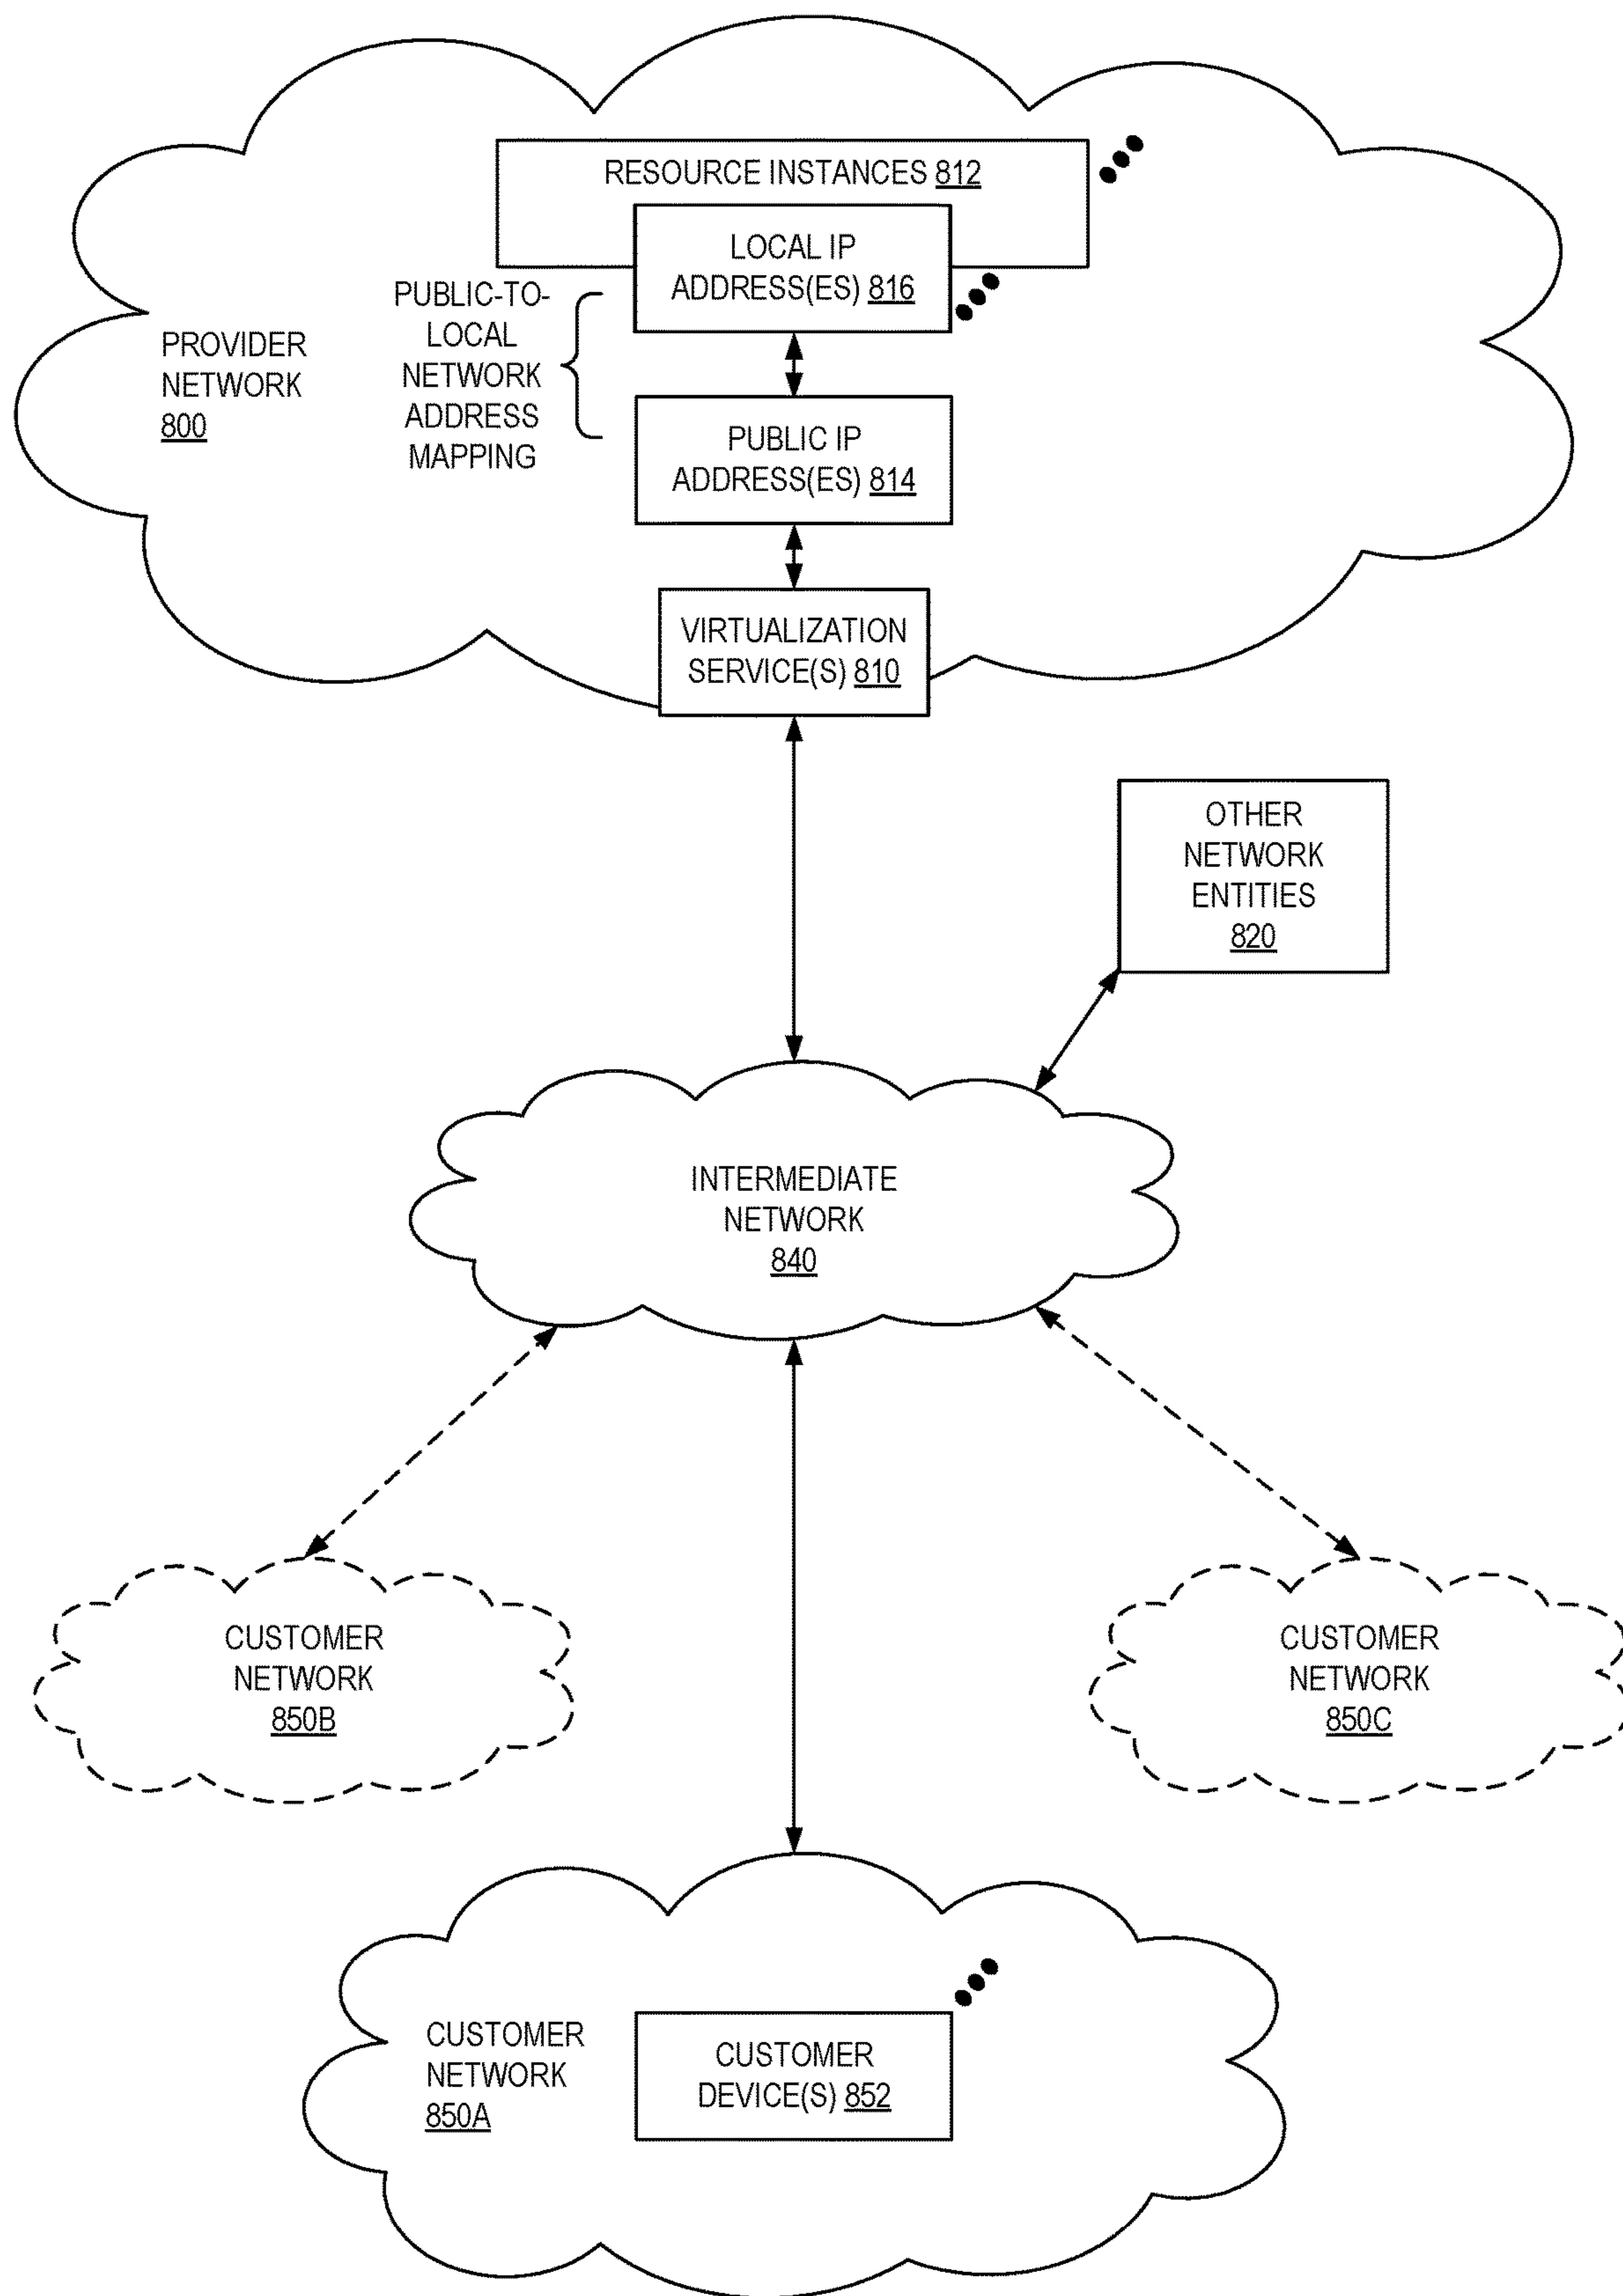 RESOURCE INSTANCES 812
LOCAL IP
ADDRESS(ES) 816
PUBLIC-TO-
LOCAL
NETWORK
ADDRESS
MAPPING
PROVIDER
NETWORK
800
PUBLIC IP
ADDRESS(ES) 814
VIRTUALIZATION
SERVICE(S) 810
OTHER
NETWORK
ENTITIES
820
INTERMEDIATE
NETWORK
840
CUSTOMER
NETWORK
850B
CUSTOMER
NETWORK
850C
CUSTOMER
NETWORK
850A
CUSTOMER
DEVICE(S) 852